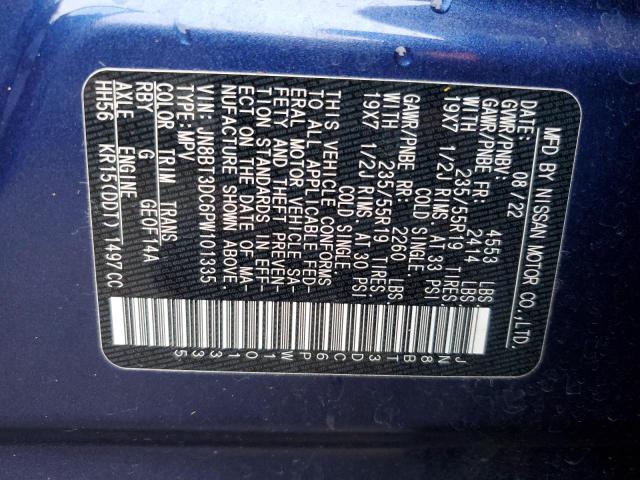 MFD BY NISSAN MOTOR CO.,LTD.
DATE: 08/22
GVWR/PNBV: 4553 LBS
GAWR/PNBE FR: 2414 LBS
WITH 235/55R19 TIRES:
19X7 1/2J RIMS AT 33 PSI
COLD SINGLE:
GAWR/PNBE RR: 2260 LBS
WITH 235/55R19 TIRES:
19X7 1/2J RIMS AT 30 PSI
COLD SINGLE:
THIS VEHICLE CONFORMS
TO ALL APPLICABLE FED-
ERAL MOTOR VEHICLE SA-
FETY AND THEFT PREVEN-
TION STANDARDS IN EFF-
ECT ON THE DATE OF MA-
NUFACTURE SHOWN ABOVE.
VIN: JN8BT3DC6PW101335
TYPE: MPV
COLOR TRIM TRANS
RBY G GE0F14A
AXLE ENGINE
HH56 KR15(DDT) 1497CC
JN8BT3DC6PW101335